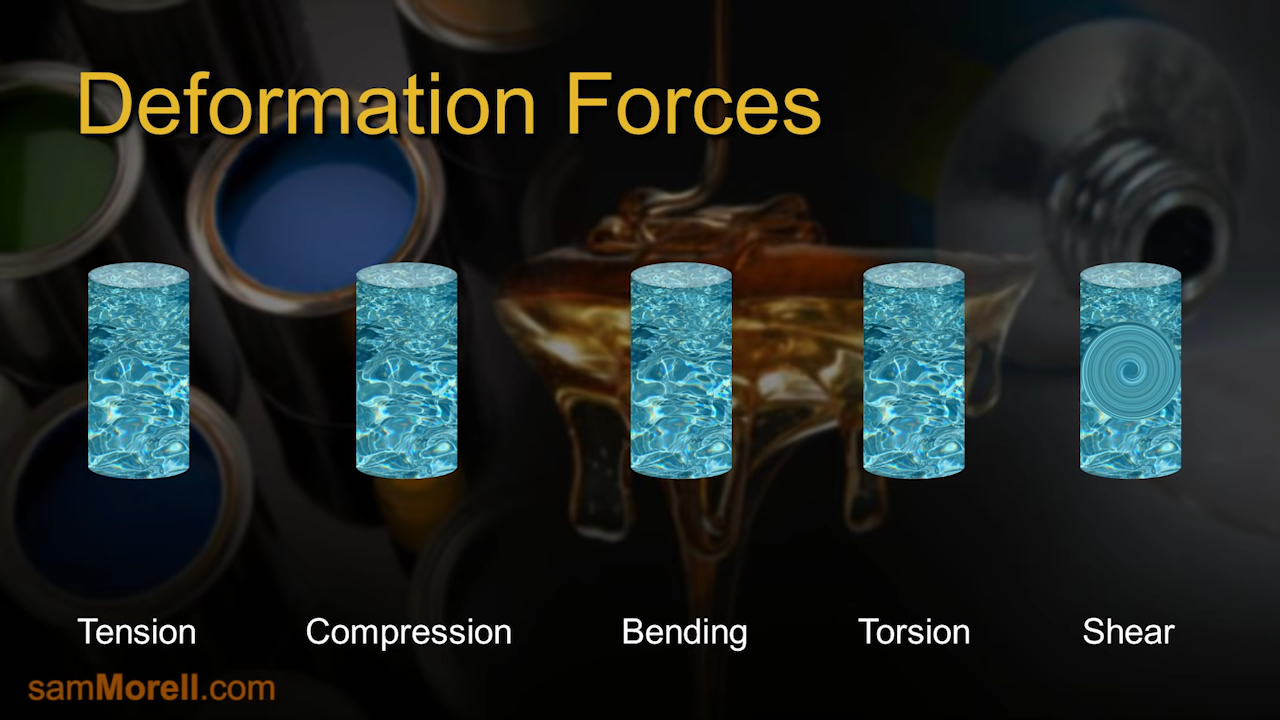 Deformation Forces
Tension
Compression
Bending
Torsion
Shear
samMorell.com